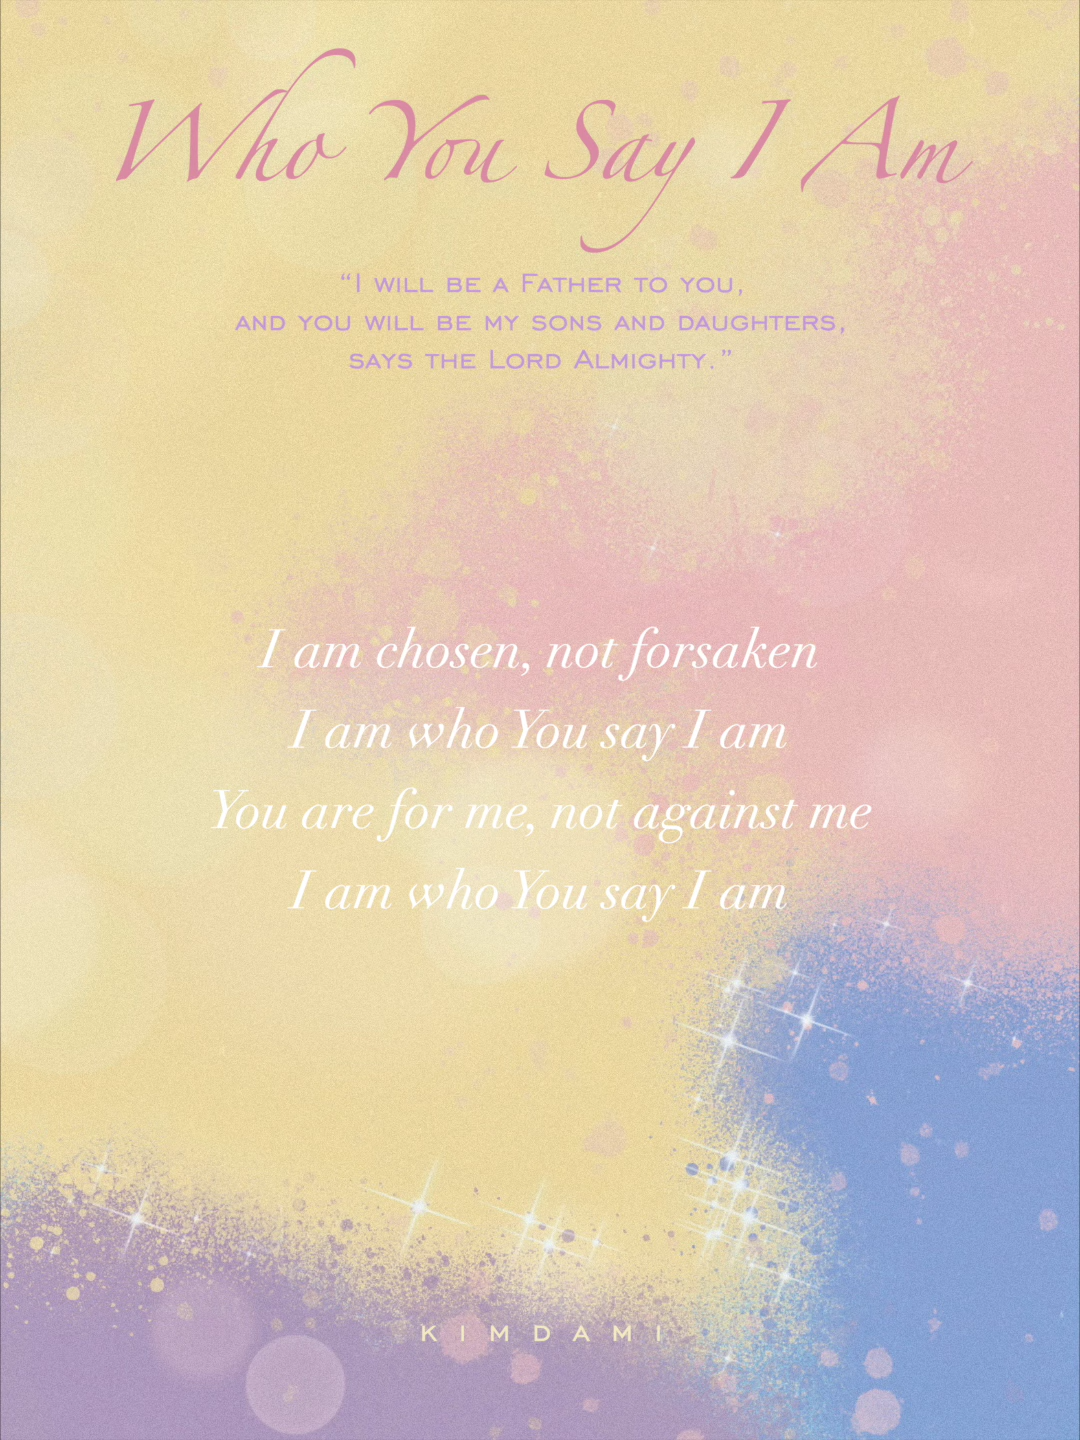 Who You Say I Am
“I will be a Father to you,
and you will be my sons and daughters,
says the Lord Almighty.”
I am chosen, not forsaken
I am who You say I am
You are for me, not against me
I am who You say I am
KIMDAMI